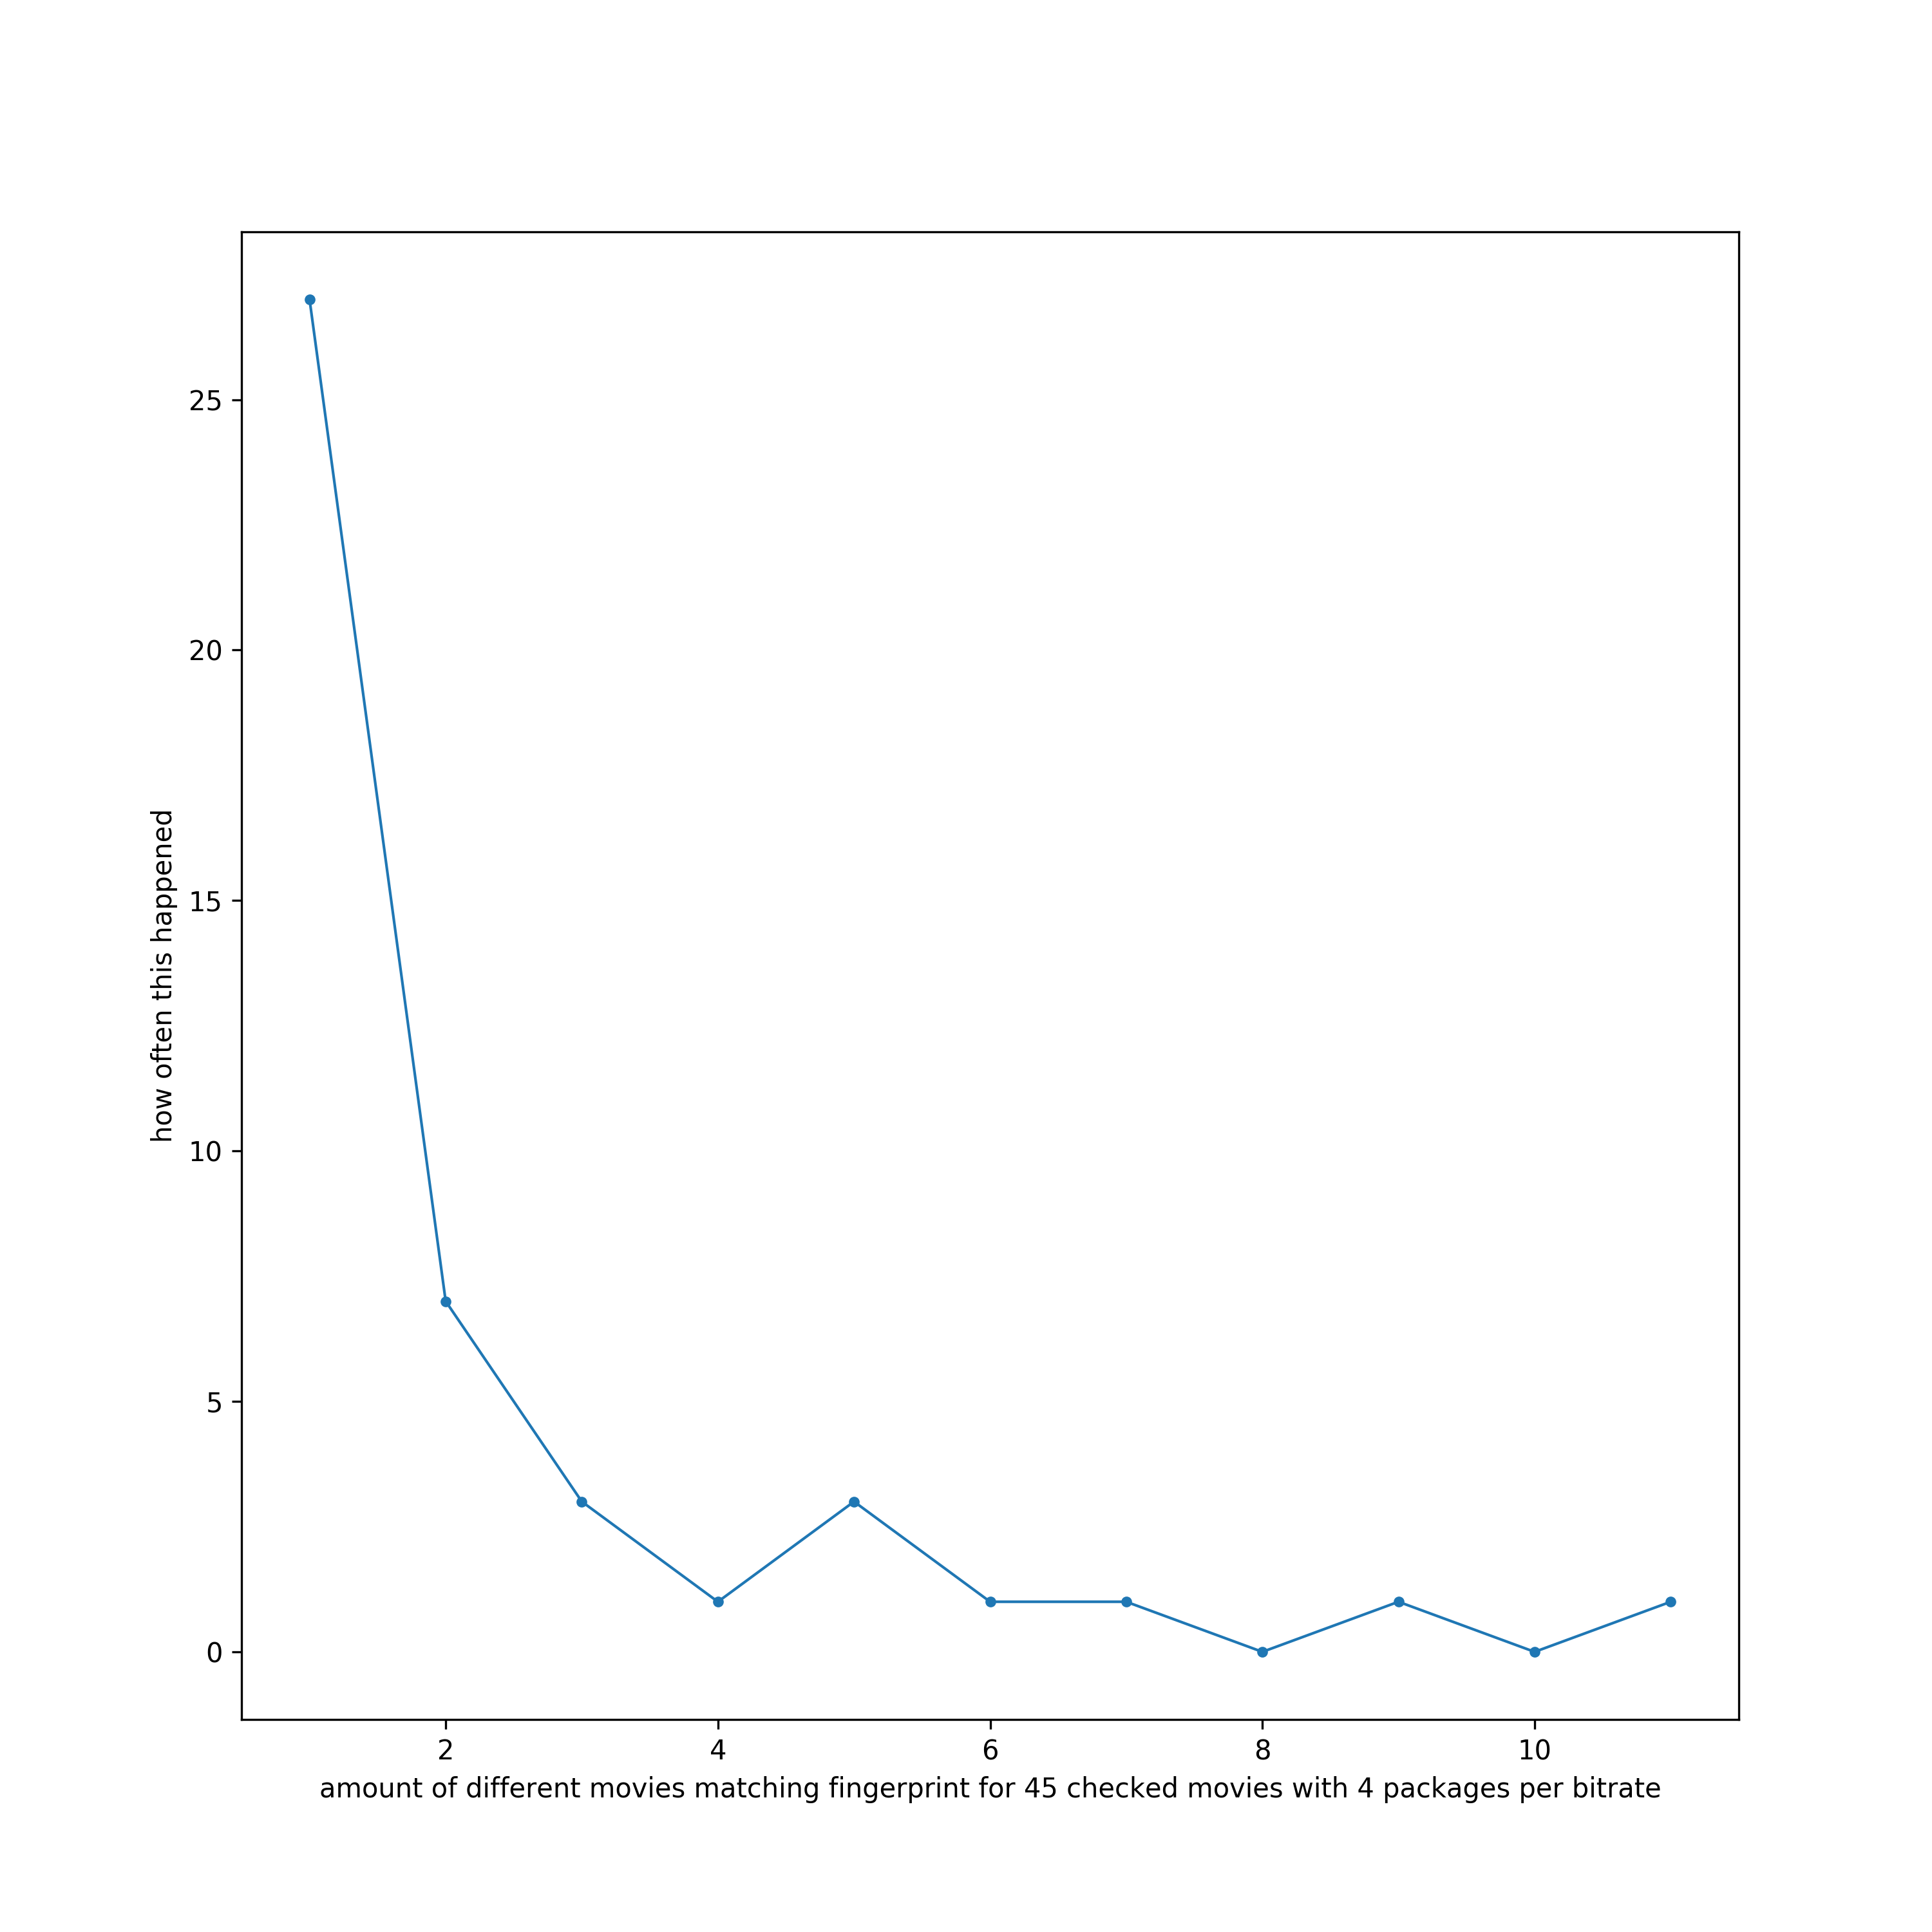 25
20
15
10
5
0
how often this happened
2 4 6 8 10
amount of different movies matching fingerprint for 45 checked movies with 4 packages per bitrate